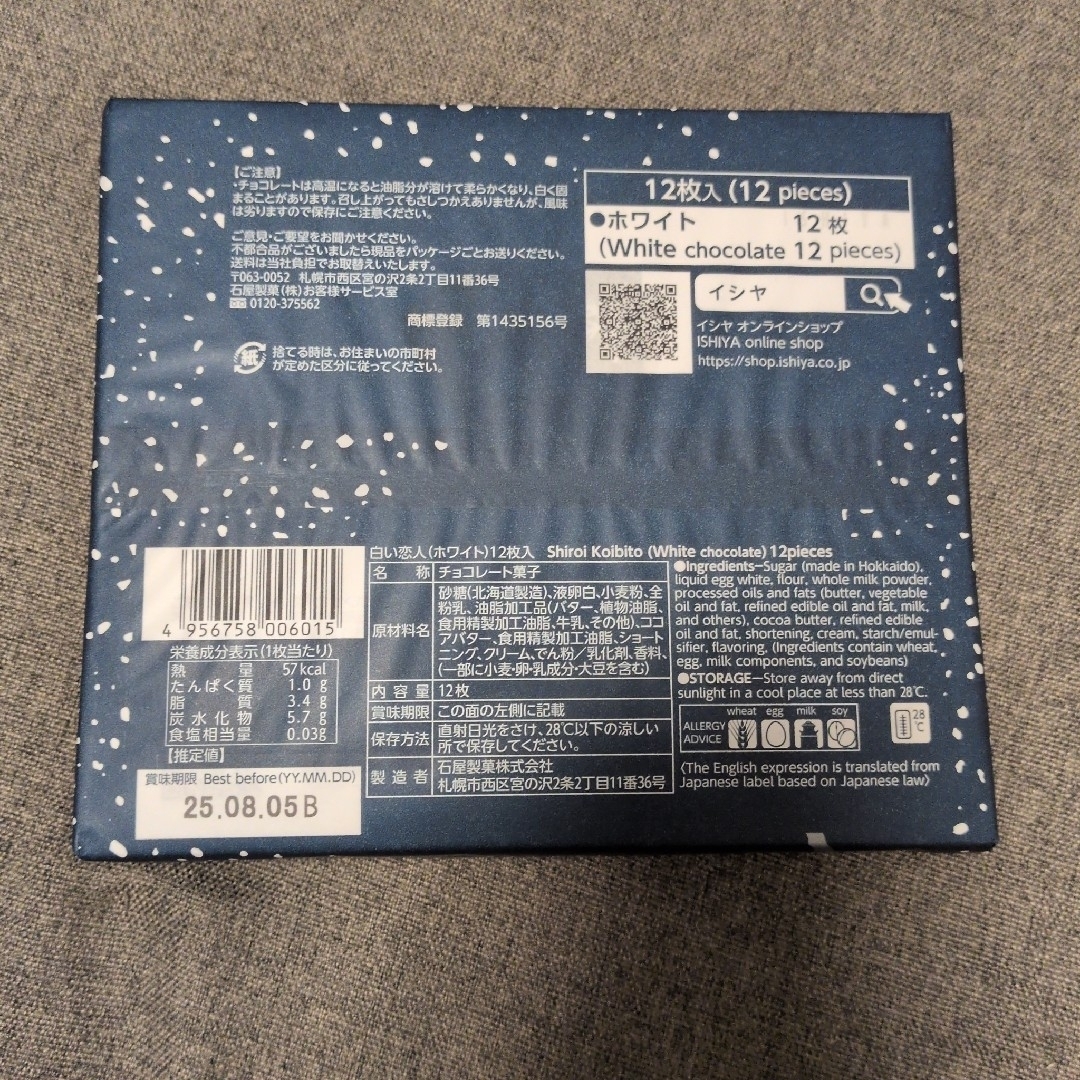 【ご注意】
・チョコレートは高温になると油脂分が溶けて柔らかくなり、白く固
まることがあります。召し上がってもさしつかえありませんが、風味
は劣りますので保存にご注意ください。
ご意見・ご要望をお聞かせください。
不都合品がございましたら現品をパッケージごとお送りください。
送料は当社負担でお取替えいたします。
〒063-0052 札幌市西区宮の沢2条2丁目11番36号
石屋製菓(株)お客様サービス室
0120-375562
商標登録 第1435156号
紙
捨てる時は、お住まいの市町村
が定めた区分に従ってください。
12枚入(12 pieces)
●ホワイト 12枚
(White chocolate 12 pieces)
イシヤ
イシヤ オンラインショップ
ISHIYA online shop
https://shop.ishiya.co.jp
4 956758 006015
栄養成分表示(1枚当たり)
熱量 57kcal
たんぱく質 1.0g
脂質 3.4g
炭水化物 5.7g
食塩相当量 0.03g
【推定値】
賞味期限 Best before(YY.MM.DD)
25.08.05B
白い恋人(ホワイト)12枚入 Shiroi Koibito (White chocolate) 12pieces
名称 チョコレート菓子
原材料名 砂糖(北海道製造)、液卵白、小麦粉、全
粉乳、油脂加工品(バター、植物油脂、
食用精製加工油脂、牛乳、その他)、ココ
アバター、食用精製加工油脂、ショート
ニング、クリーム、でん粉/乳化剤、香料、
(一部に小麦・卵・乳成分・大豆を含む)
内容量 12枚
賞味期限 この面の左側に記載
保存方法 直射日光をさけ、28℃以下の涼しい
所で保存してください。
製造者 石屋製菓株式会社
札幌市西区宮の沢2条2丁目11番36号
●Ingredients—Sugar (made in Hokkaido),
liquid egg white, flour, whole milk powder,
processed oils and fats (butter, vegetable
oil and fat, refined edible oil and fat, milk,
and others), cocoa butter, refined edible
oil and fat, shortening, cream, starch/emul-
sifier, flavoring. (Ingredients contain wheat,
egg, milk components, and soybeans)
●STORAGE—Store away from direct
sunlight in a cool place at less than 28℃.
ALLERGY
ADVICE
wheat egg milk soy
28
℃
〈The English expression is translated from
Japanese label based on Japanese law〉